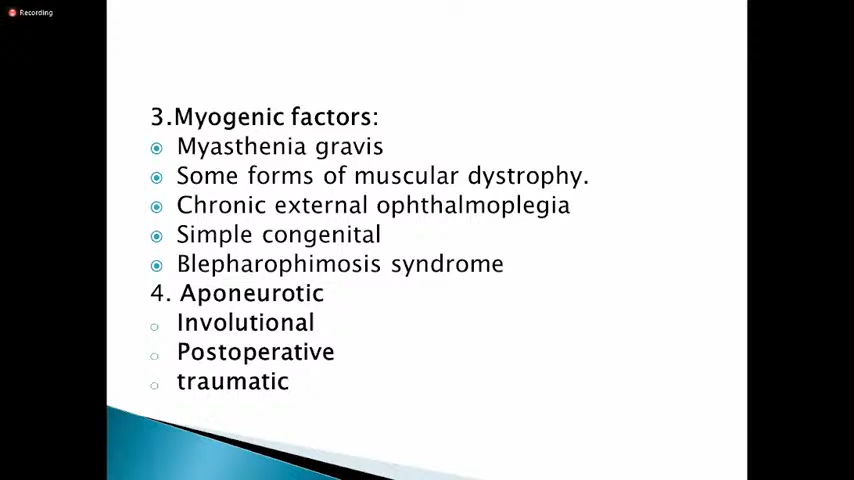 Recording
3.Myogenic factors:
Myasthenia gravis
Some forms of muscular dystrophy.
Chronic external ophthalmoplegia
Simple congenital
Blepharophimosis syndrome
4. Aponeurotic
Involutional
Postoperative
traumatic